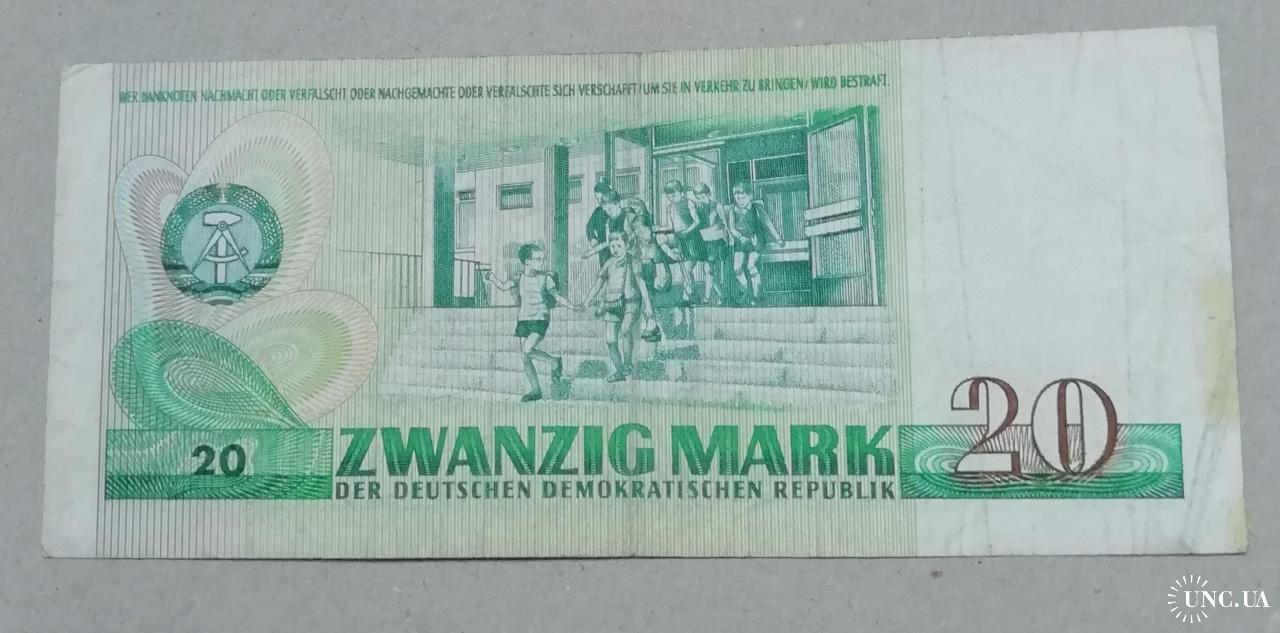 WER BANKNOTEN NACHMACHT ODER VERFÄLSCHT ODER NACHGEMACHTE ODER VERFÄLSCHTE SICH VERSCHAFFT/UM SIE IN VERKEHR ZU BRINGEN/WIRD BESTRAFT.
20
20
ZWANZIG MARK
DER DEUTSCHEN DEMOKRATISCHEN REPUBLIK
UNC.UA